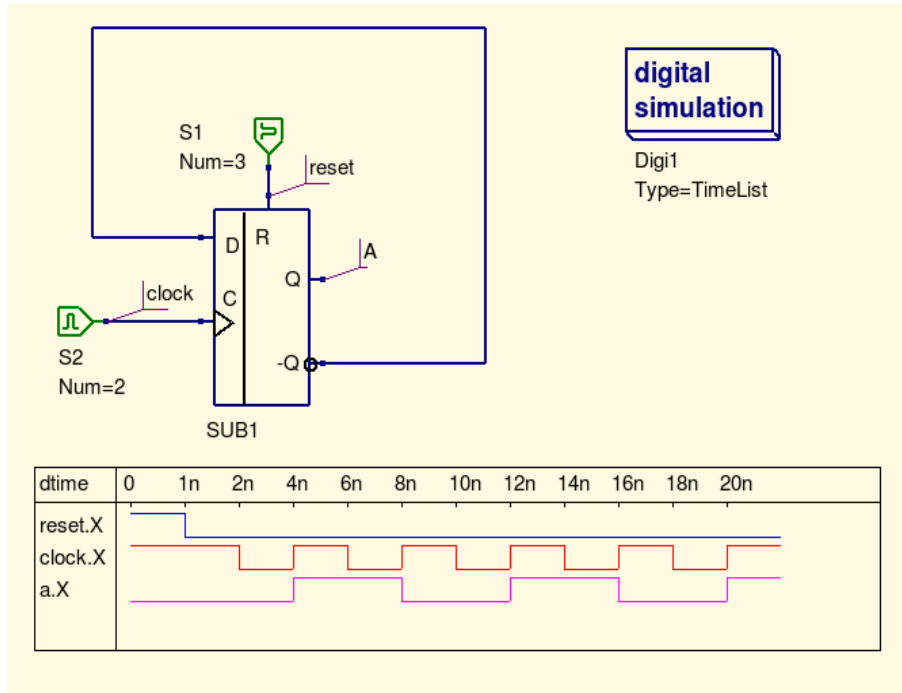 digital
simulation
S1
Num=3
reset
Digi1
Type=TimeList
D
R
A
Q
clock
C
S2
Num=2
-Q
SUB1
dtime 0 1n 2n 4n 6n 8n 10n 12n 14n 16n 18n 20n
reset.X
clock.X
a.X